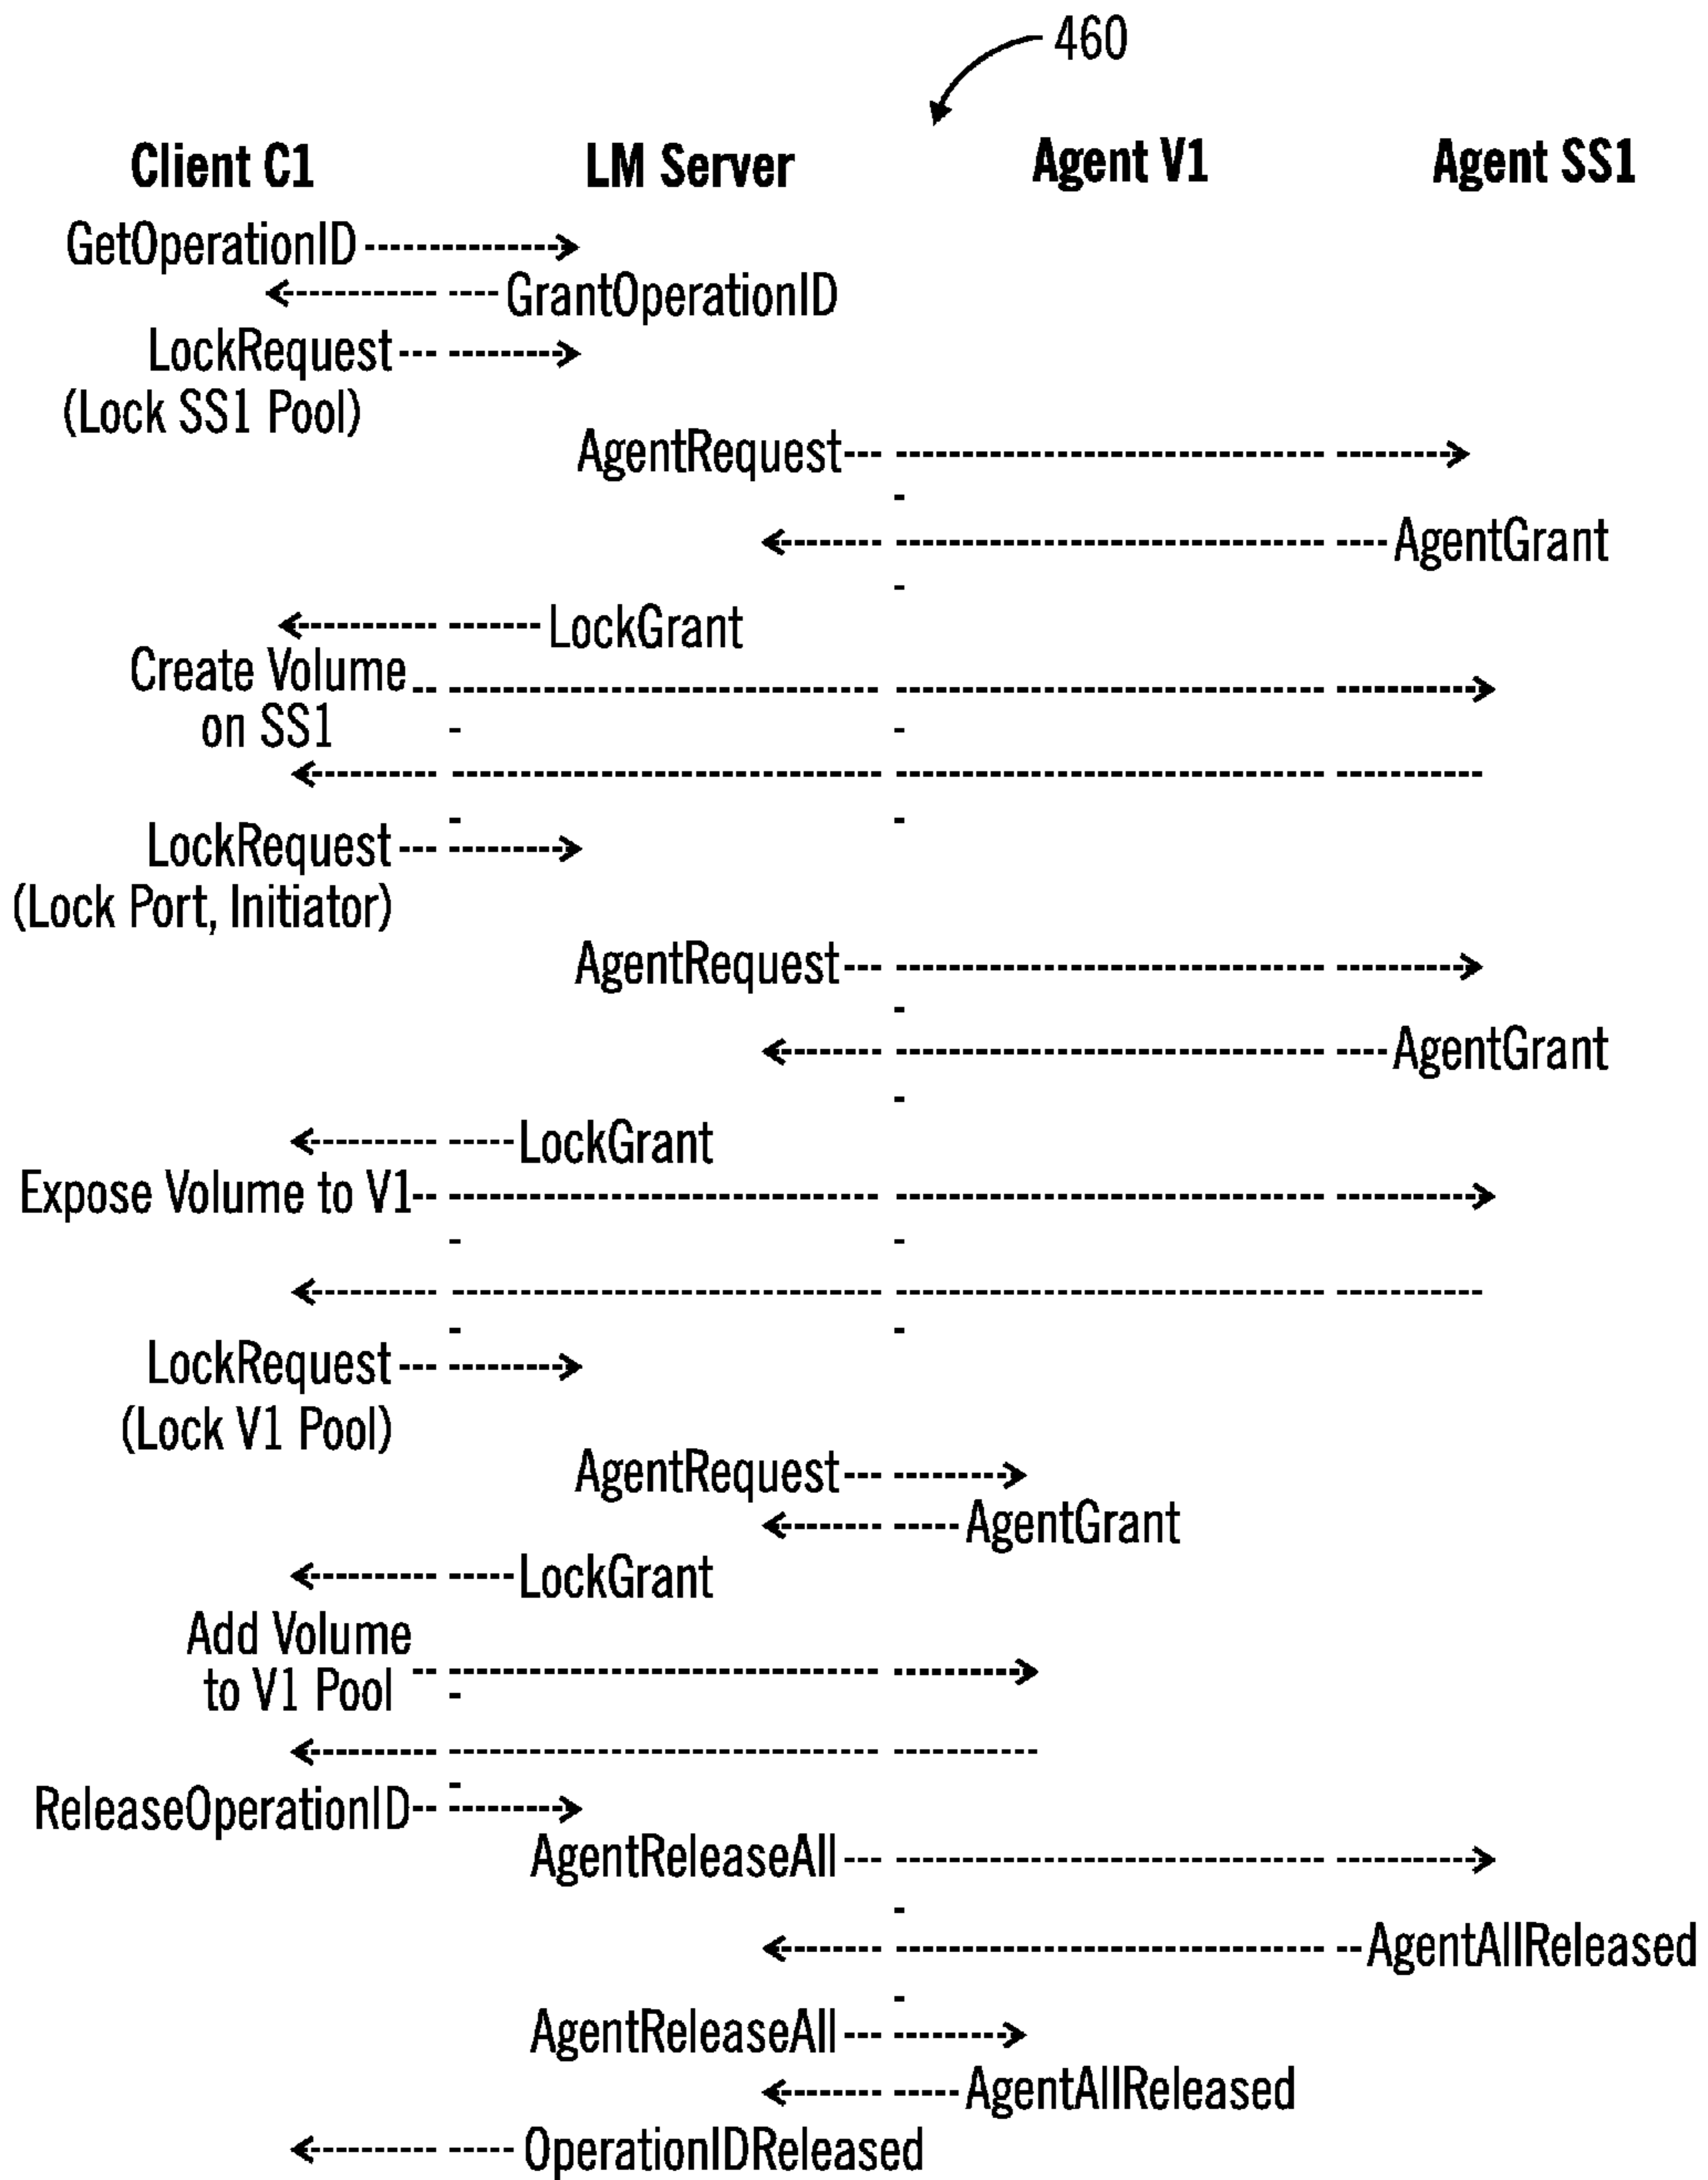 460
Client C1 LM Server Agent V1 Agent SS1
GetOperationID
GrantOperationID
LockRequest
(Lock SS1 Pool)
AgentRequest
AgentGrant
LockGrant
Create Volume
on SS1
LockRequest
(Lock Port, Initiator)
AgentRequest
AgentGrant
LockGrant
Expose Volume to V1
LockRequest
(Lock V1 Pool)
AgentRequest
AgentGrant
LockGrant
Add Volume
to V1 Pool
ReleaseOperationID
AgentReleaseAll
AgentAllReleased
AgentReleaseAll
AgentAllReleased
OperationIDReleased